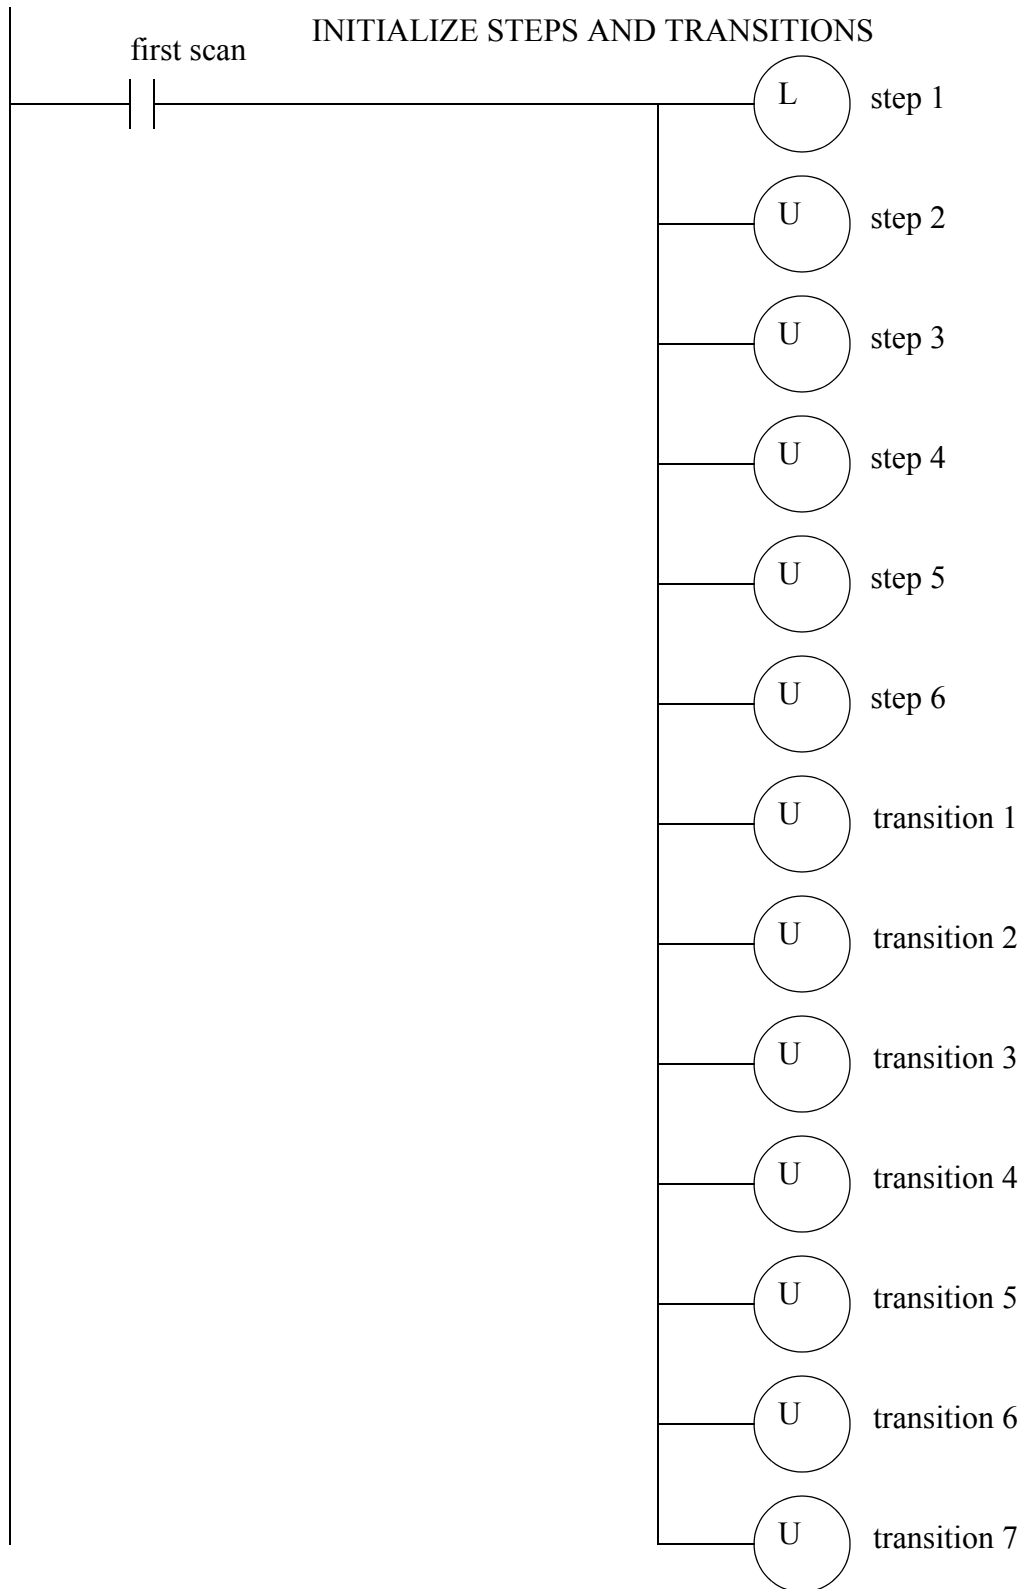 INITIALIZE STEPS AND TRANSITIONS
first scan
L step 1
U step 2
U step 3
U step 4
U step 5
U step 6
U transition 1
U transition 2
U transition 3
U transition 4
U transition 5
U transition 6
U transition 7